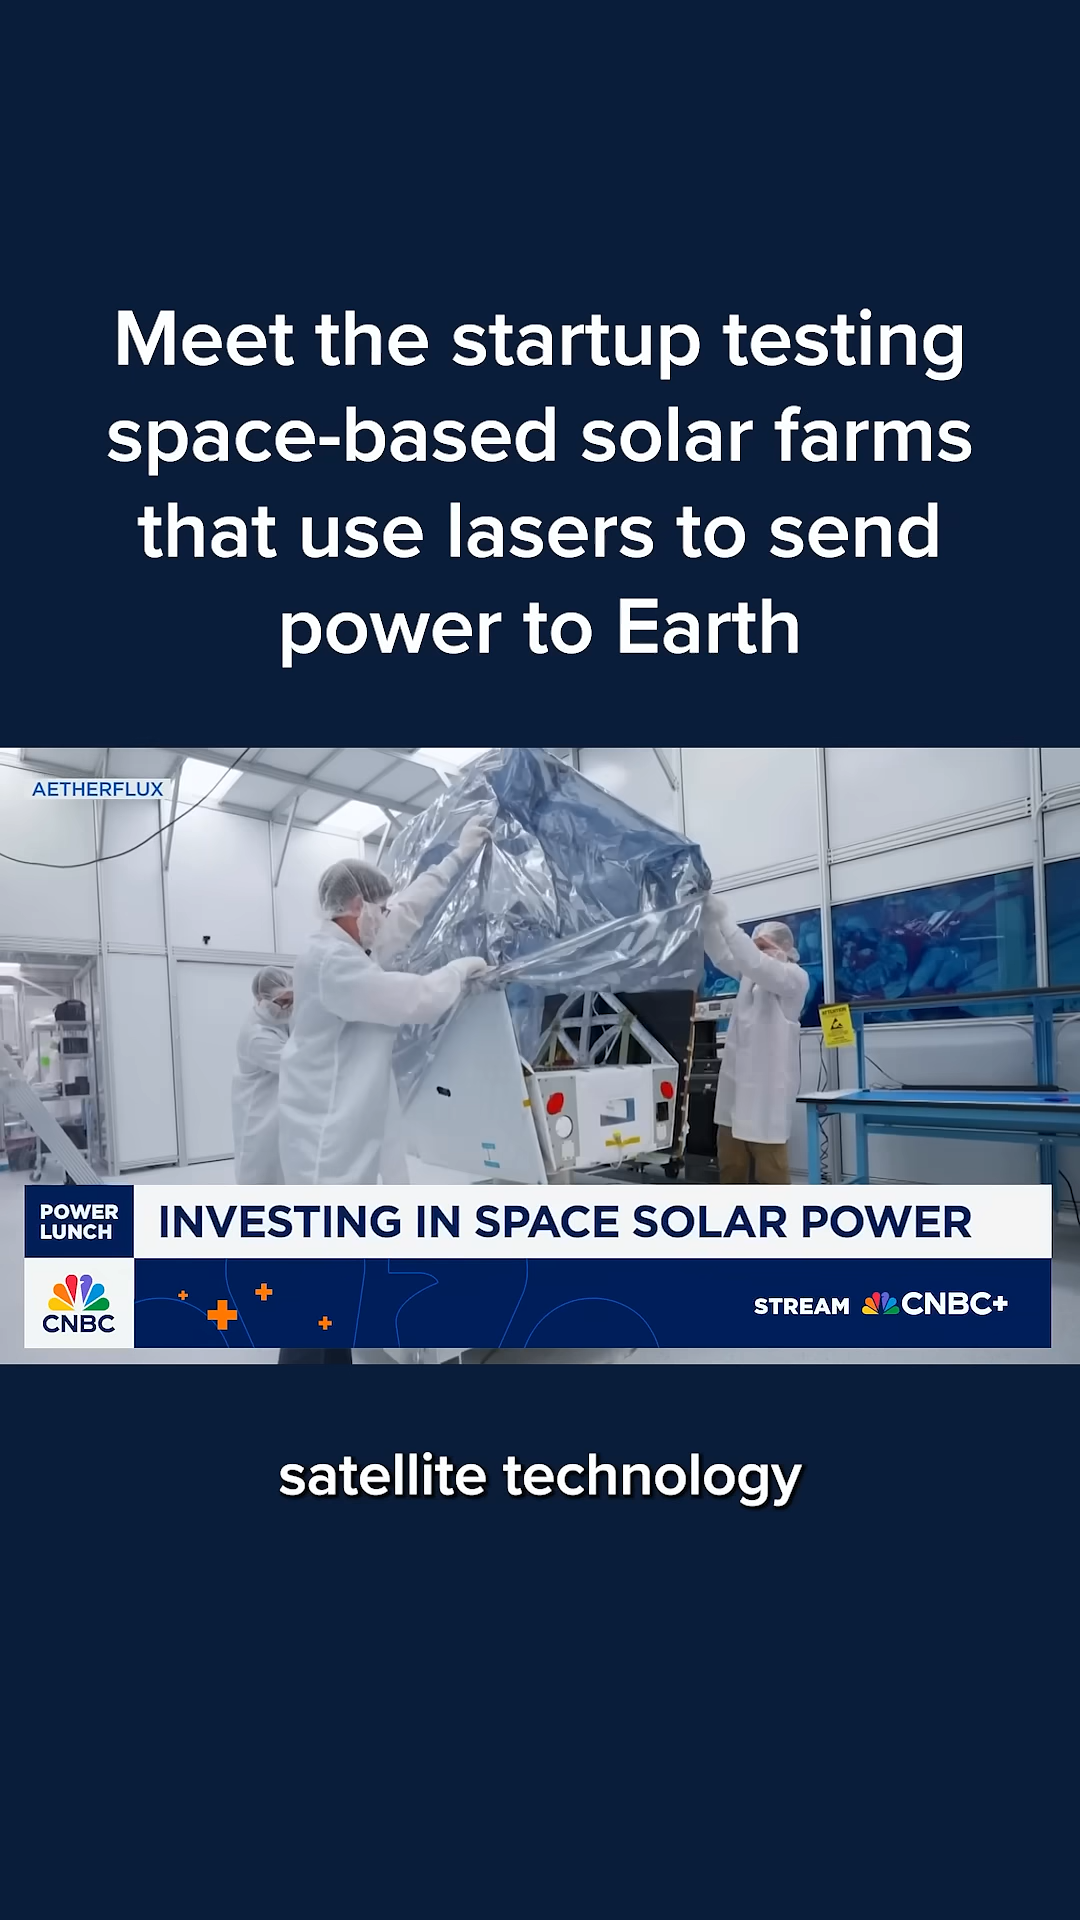 Meet the startup testing
space-based solar farms
that use lasers to send
power to Earth
AETHERFLUX
ATTENTION
POWER
LUNCH
INVESTING IN SPACE SOLAR POWER
CNBC
STREAM CNBC+
satellite technology